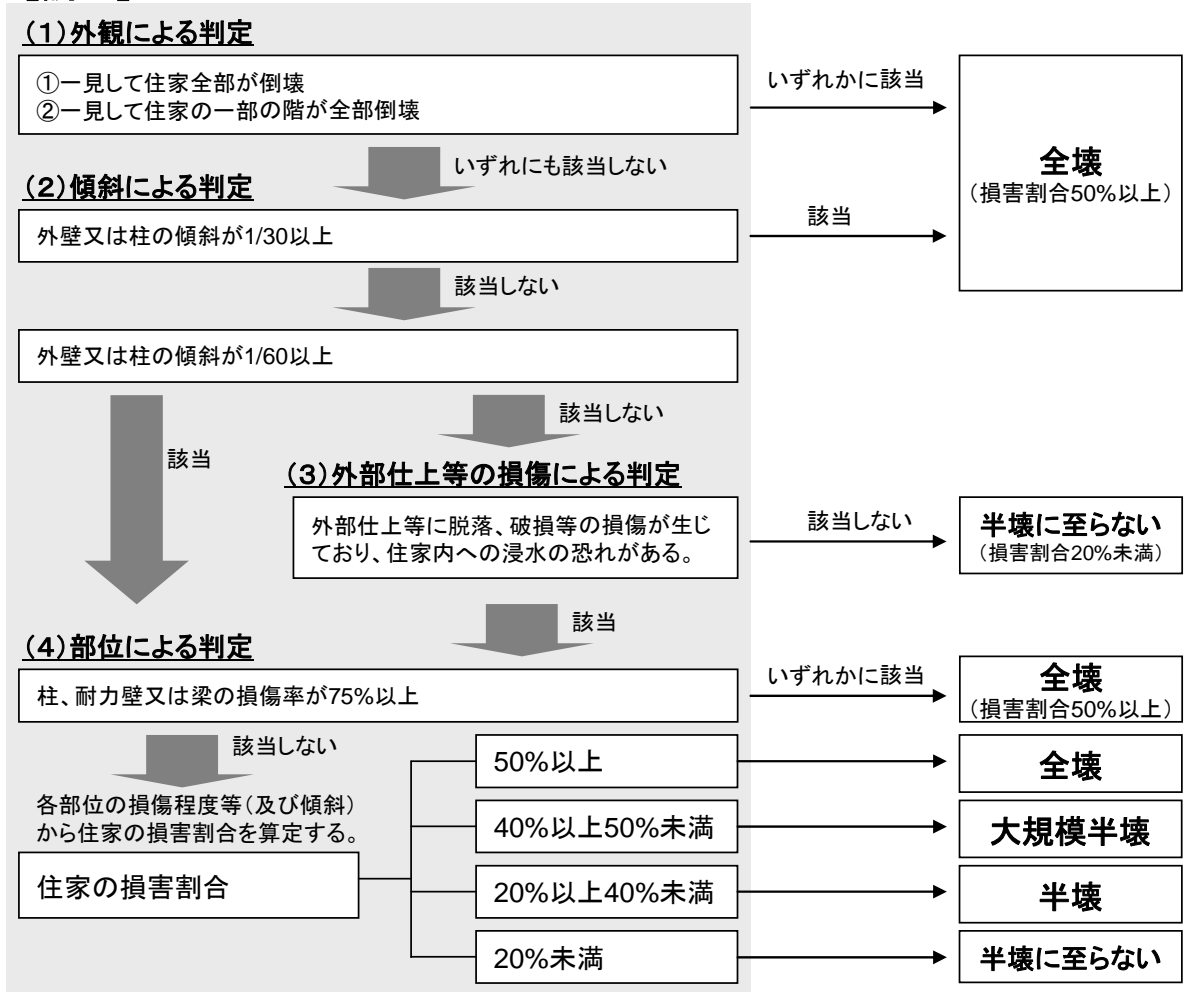 (1)外観による判定
①一見して住家全部が倒壊
②一見して住家の一部の階が全部倒壊
いずれかに該当
全壊
(損害割合50%以上)
いずれにも該当しない
(2)傾斜による判定
外壁又は柱の傾斜が1/30以上
該当
該当しない
外壁又は柱の傾斜が1/60以上
該当
該当しない
(3)外部仕上等の損傷による判定
外部仕上等に脱落、破損等の損傷が生じ
ており、住家内への浸水の恐れがある。
該当しない
半壊に至らない
(損害割合20%未満)
該当
(4)部位による判定
柱、耐力壁又は梁の損傷率が75%以上
いずれかに該当
全壊
(損害割合50%以上)
該当しない
各部位の損傷程度等(及び傾斜)
から住家の損害割合を算定する。
住家の損害割合
50%以上
全壊
40%以上50%未満
大規模半壊
20%以上40%未満
半壊
20%未満
半壊に至らない